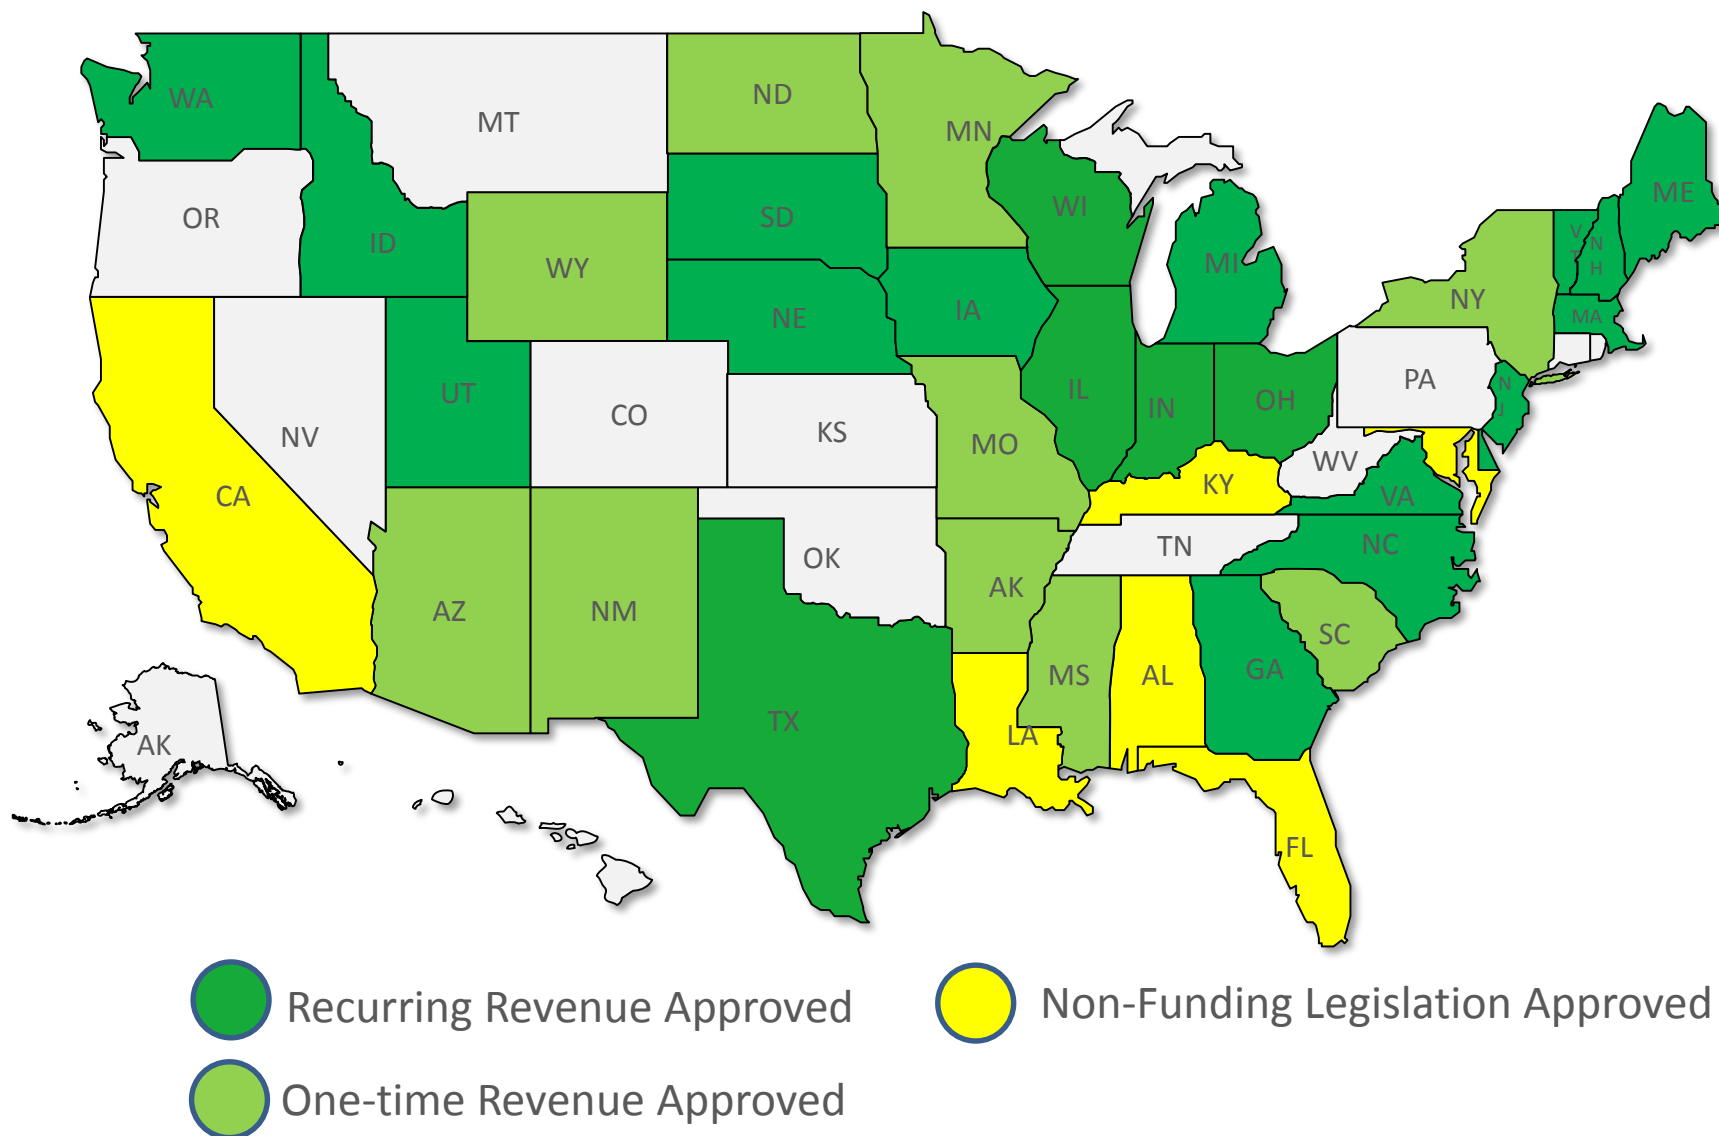 WA
MT
ND
MN
OR
ID
WY
SD
WI
MI
ME
V
T
N
H
NY
MA
NE
IA
UT
CO
KS
NV
CA
MO
IL
IN
OH
PA
N
J
WV
KY
VA
NC
TN
OK
AK
AZ
NM
SC
MS
AL
GA
TX
LA
AK
FL
Recurring Revenue Approved
Non-Funding Legislation Approved
One-time Revenue Approved